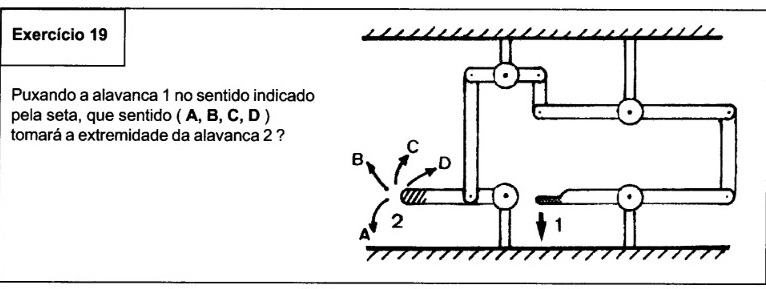 Exercício 19
Puxando a alavanca 1 no sentido indicado
pela seta, que sentido ( A, B, C, D )
tomará a extremidade da alavanca 2 ?
B
C
D
A
2
1